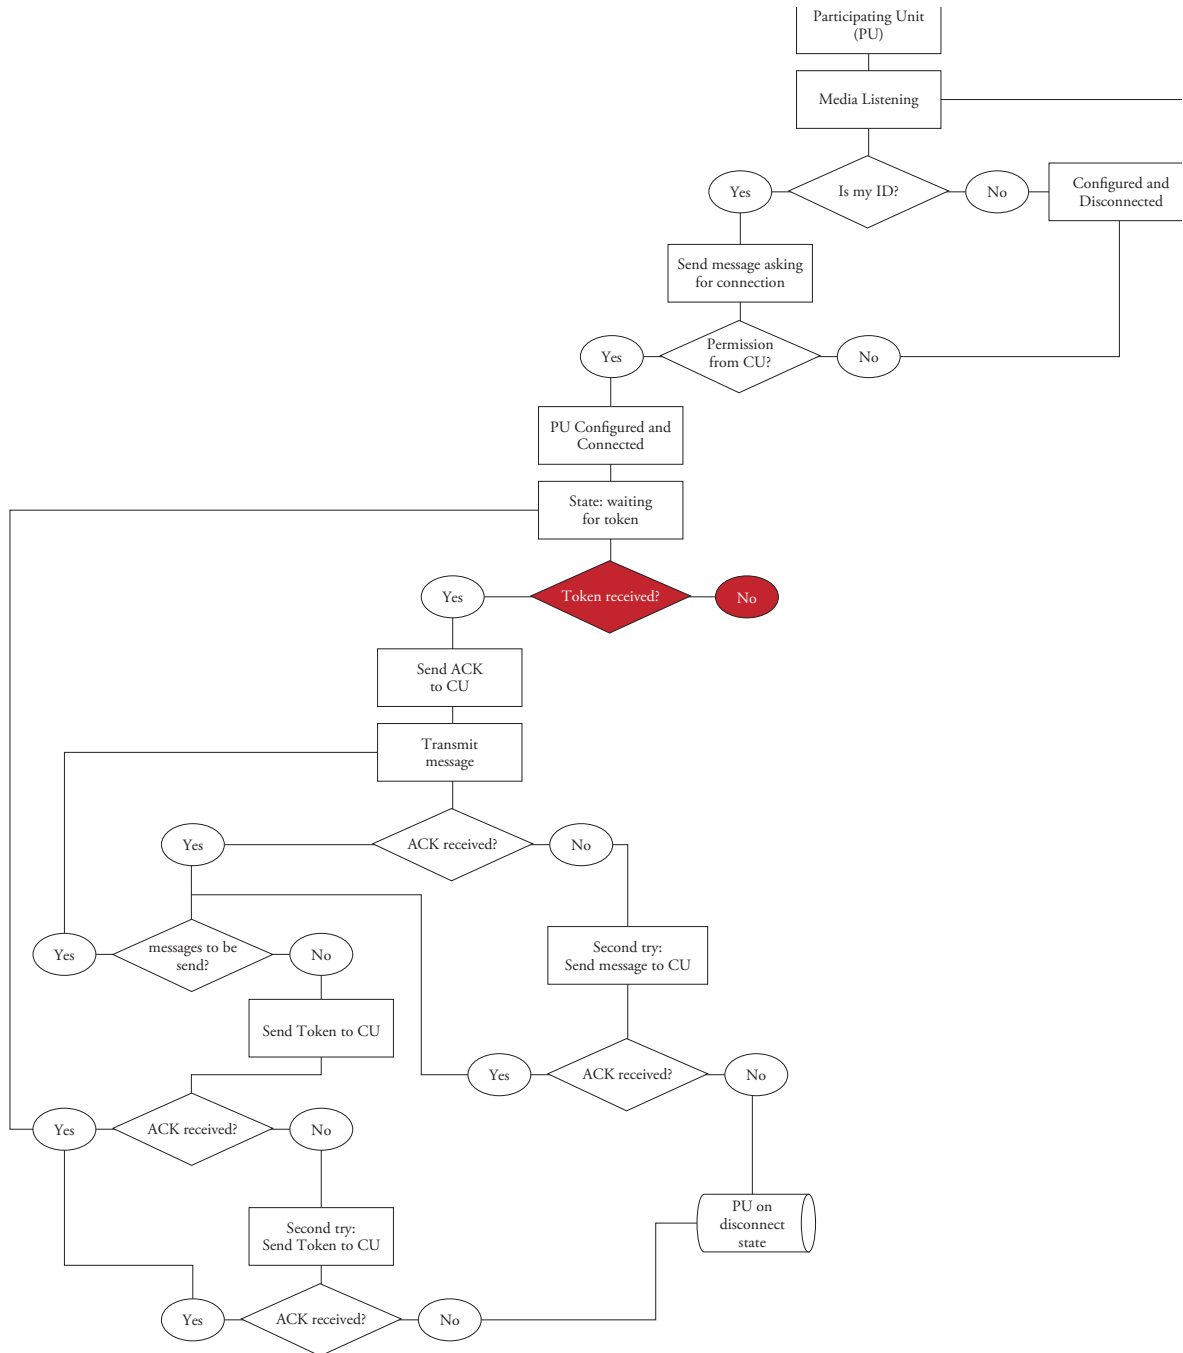 Participating Unit
(PU)
Media Listening
Yes
Is my ID?
No
Configured and
Disconnected
Send message asking
for connection
Yes
Permission
from CU?
No
PU Configured and
Connected
State: waiting
for token
Yes
Token received?
No
Send ACK
to CU
Transmit
message
Yes
ACK received?
No
Yes
messages to be
send?
No
Second try:
Send message to CU
Send Token to CU
Yes
ACK received?
No
Yes
ACK received?
No
Second try:
Send Token to CU
PU on
disconnect
state
Yes
ACK received?
No